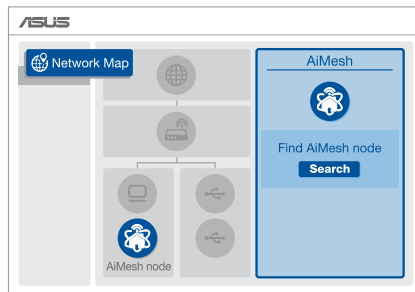 ASUS
Network Map
AiMesh
Find AiMesh node
Search
AiMesh node